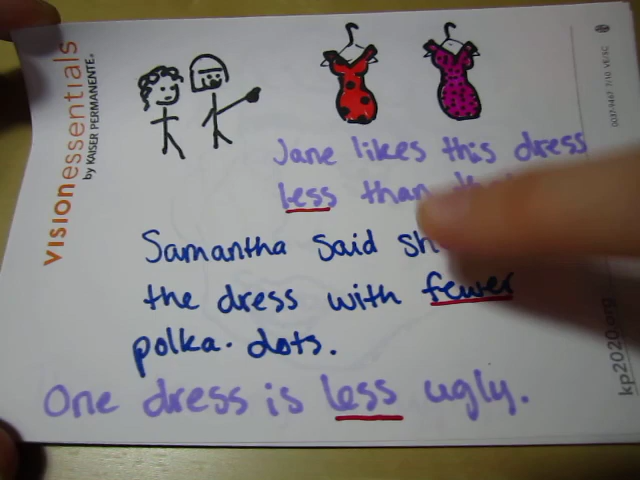 visionessentials
by KAISER PERMANENTE®
Jane likes this dress
less than
Samantha said
the dress with fewer
polka-dots.
One dress is less ugly.
kp2020.org